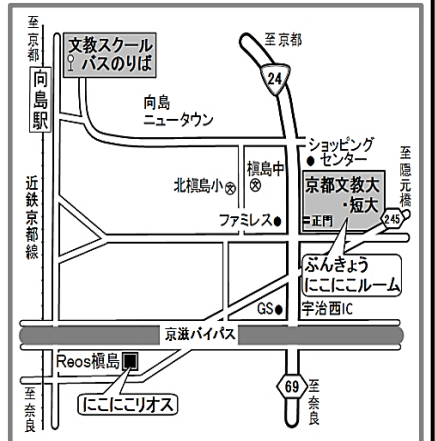 至京都
文教スクール
バスのりば
至京都
24
向島駅
向島
ニュータウン
ショッピング
センター
至隠元橋
槇島中
北槇島小
京都文教大
・短大
ファミレス
正門
245
近鉄京都線
ぶんきょう
にこにこルーム
GS
宇治西IC
京滋バイパス
Reos槇島
にこにこリオス
69
至奈良
至奈良